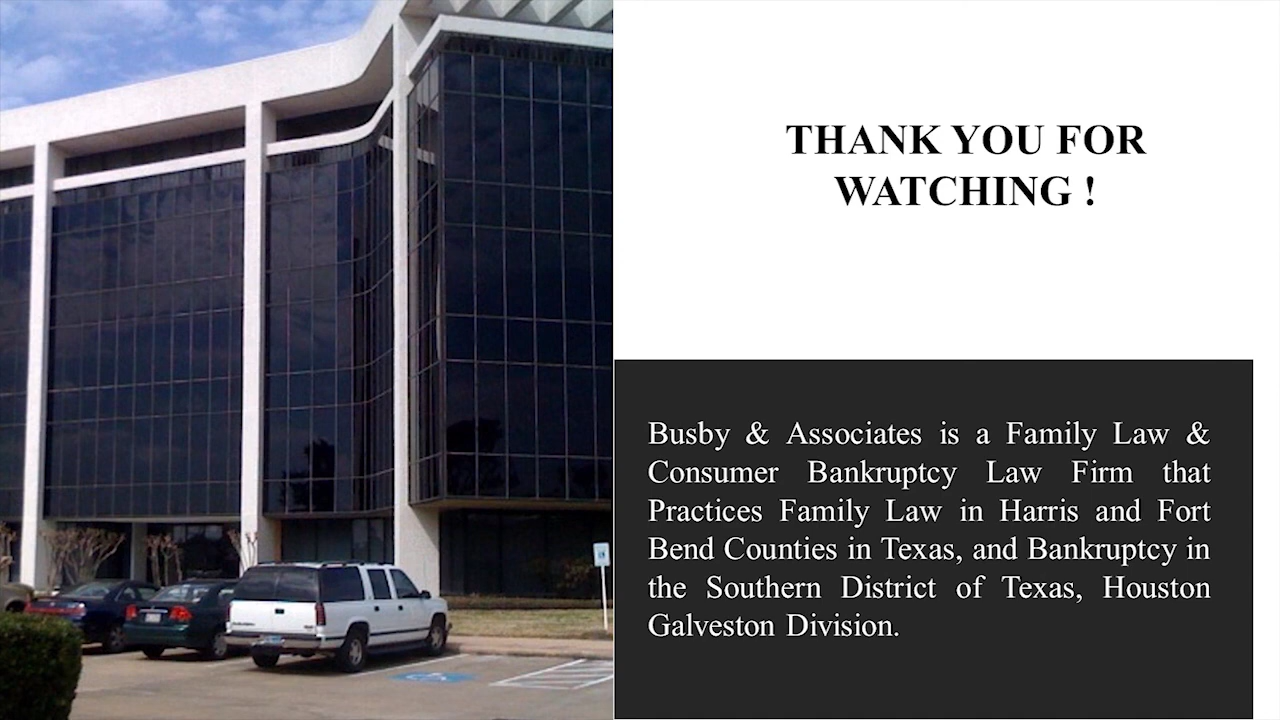 THANK YOU FOR
WATCHING !
Busby & Associates is a Family Law &
Consumer Bankruptcy Law Firm that
Practices Family Law in Harris and Fort
Bend Counties in Texas, and Bankruptcy in
the Southern District of Texas, Houston
Galveston Division.